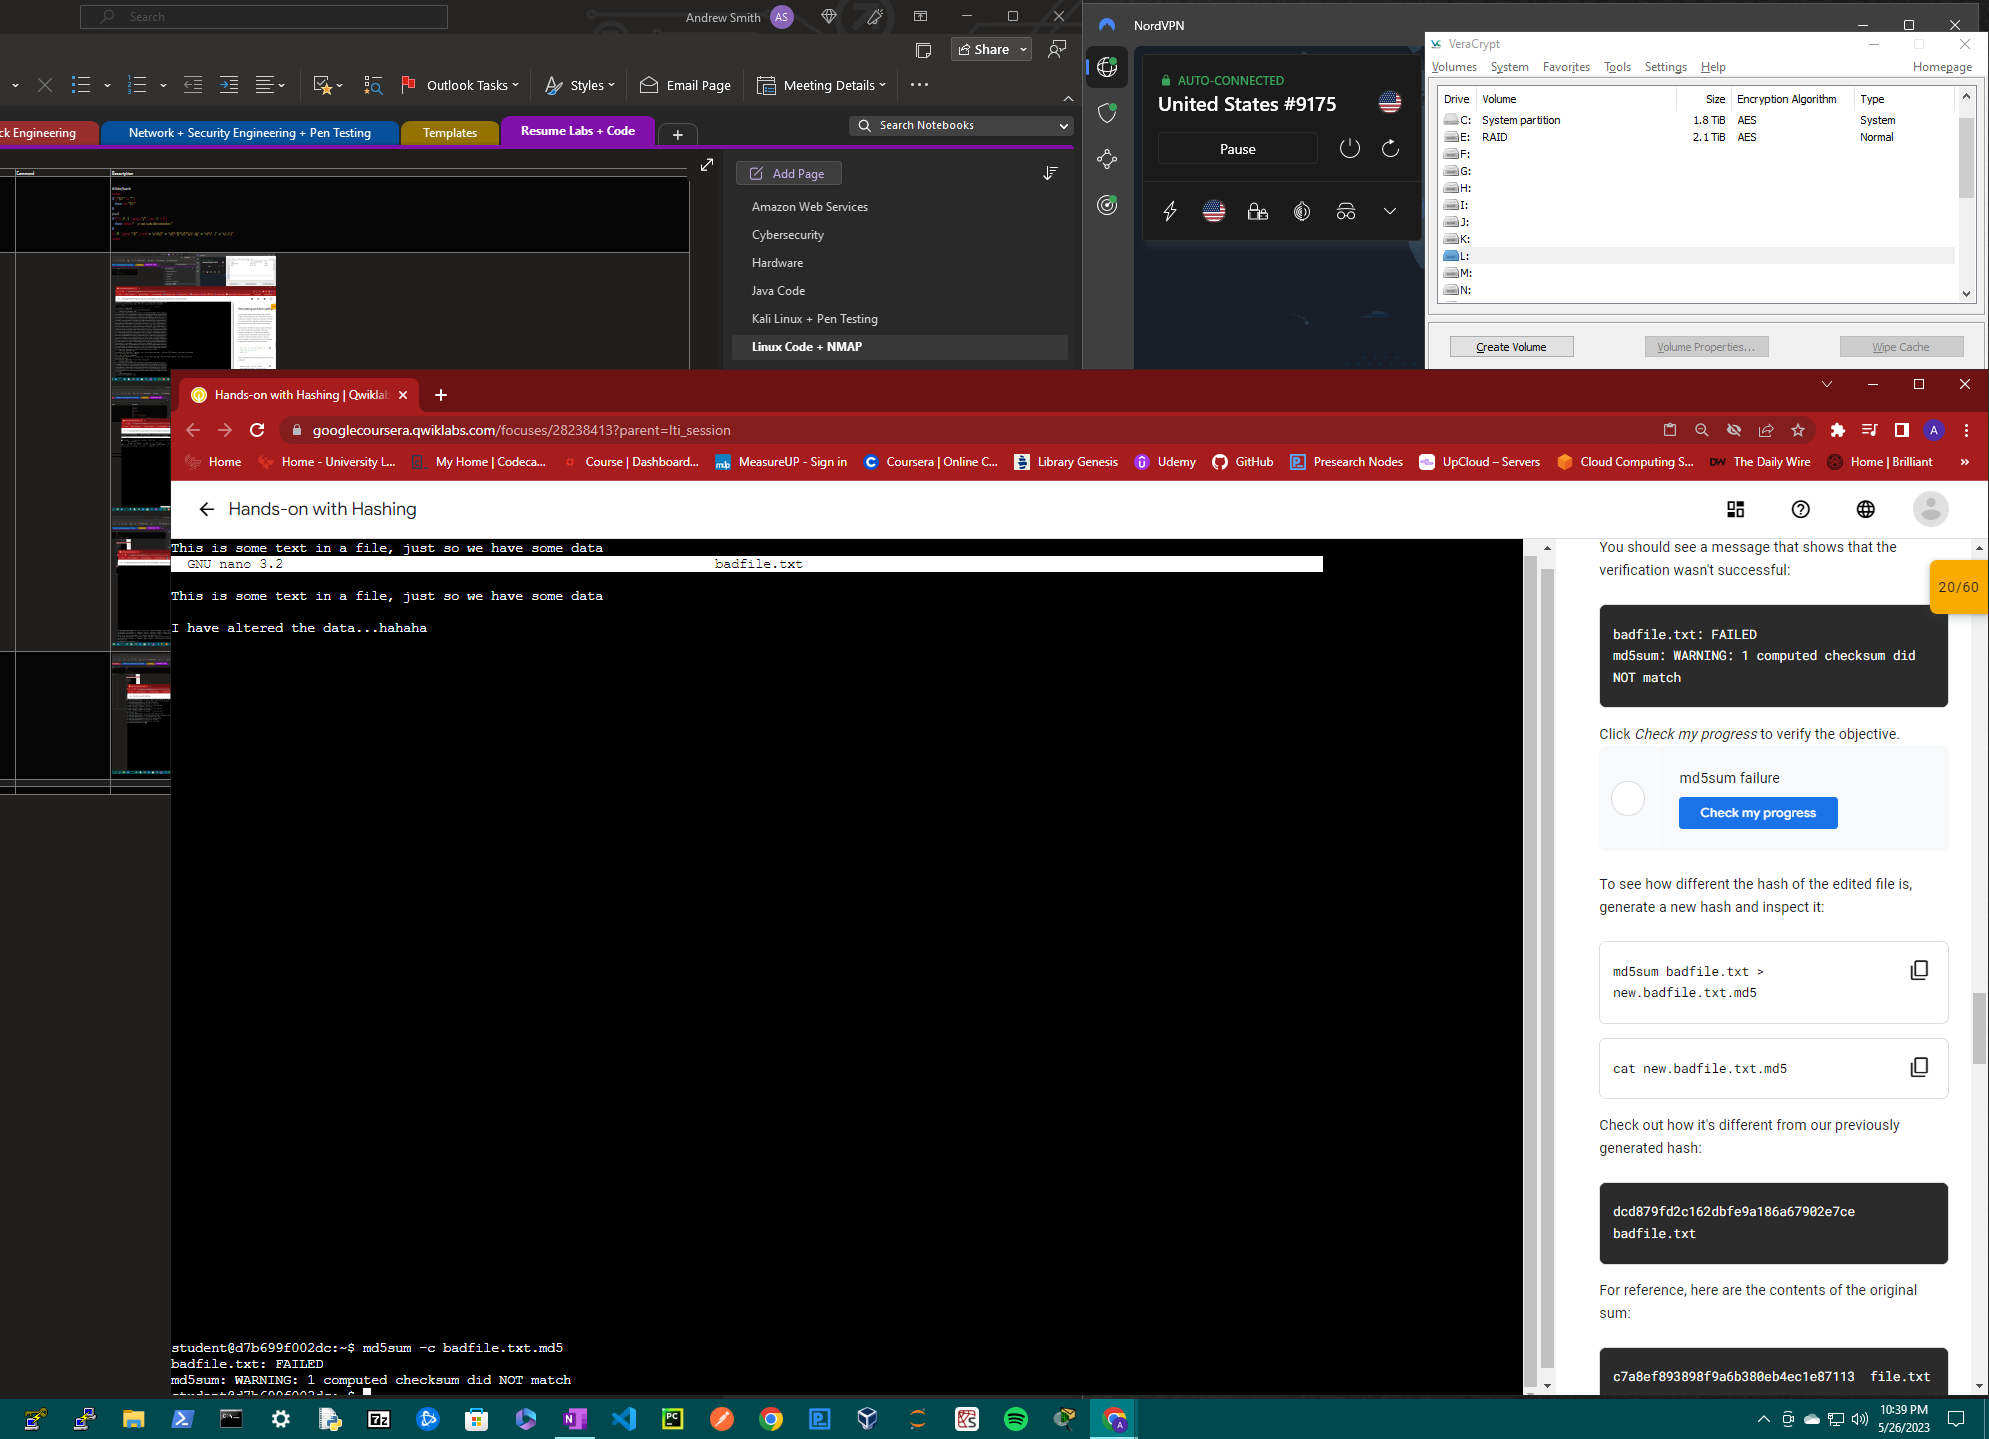 Search
Andrew Smith
AS
Share
Outlook Tasks
Styles
Email Page
Meeting Details
ck Engineering
Network + Security Engineering + Pen Testing
Templates
Resume Labs + Code
+
Search Notebooks
Command
Description
Add Page
Amazon Web Services
Cybersecurity
Hardware
Java Code
Kali Linux + Pen Testing
Linux Code + NMAP
NordVPN
AUTO-CONNECTED
United States #9175
Pause
VeraCrypt
Volumes System Favorites Tools Settings Help Homepage
Drive Volume Size Encryption Algorithm Type
C: System partition 1.8 TiB AES System
E: RAID 2.1 TiB AES Normal
F:
G:
H:
I:
J:
K:
L:
M:
N:
Create Volume
Volume Properties...
Wipe Cache
Hands-on with Hashing | Qwiklab
googlecoursera.qwiklabs.com/focuses/28238413?parent=lti_session
A
Home
Home - University L...
My Home | Codeca...
Course | Dashboard...
MeasureUP - Sign in
Coursera | Online C...
Library Genesis
Udemy
GitHub
Presearch Nodes
UpCloud – Servers
Cloud Computing S...
DW The Daily Wire
Home | Brilliant
»
Hands-on with Hashing
This is some text in a file, just so we have some data
GNU nano 3.2 badfile.txt
This is some text in a file, just so we have some data
I have altered the data...hahaha
student@d7b699f002dc:~$ md5sum -c badfile.txt.md5
badfile.txt: FAILED
md5sum: WARNING: 1 computed checksum did NOT match
student@d7b699f002dc:~$
You should see a message that shows that the
verification wasn't successful:
20/60
badfile.txt: FAILED
md5sum: WARNING: 1 computed checksum did
NOT match
Click Check my progress to verify the objective.
md5sum failure
Check my progress
To see how different the hash of the edited file is,
generate a new hash and inspect it:
md5sum badfile.txt >
new.badfile.txt.md5
cat new.badfile.txt.md5
Check out how it's different from our previously
generated hash:
dcd879fd2c162dbfe9a186a67902e7ce
badfile.txt
For reference, here are the contents of the original
sum:
c7a8ef893898f9a6b380eb4ec1e87113 file.txt
10:39 PM
5/26/2023